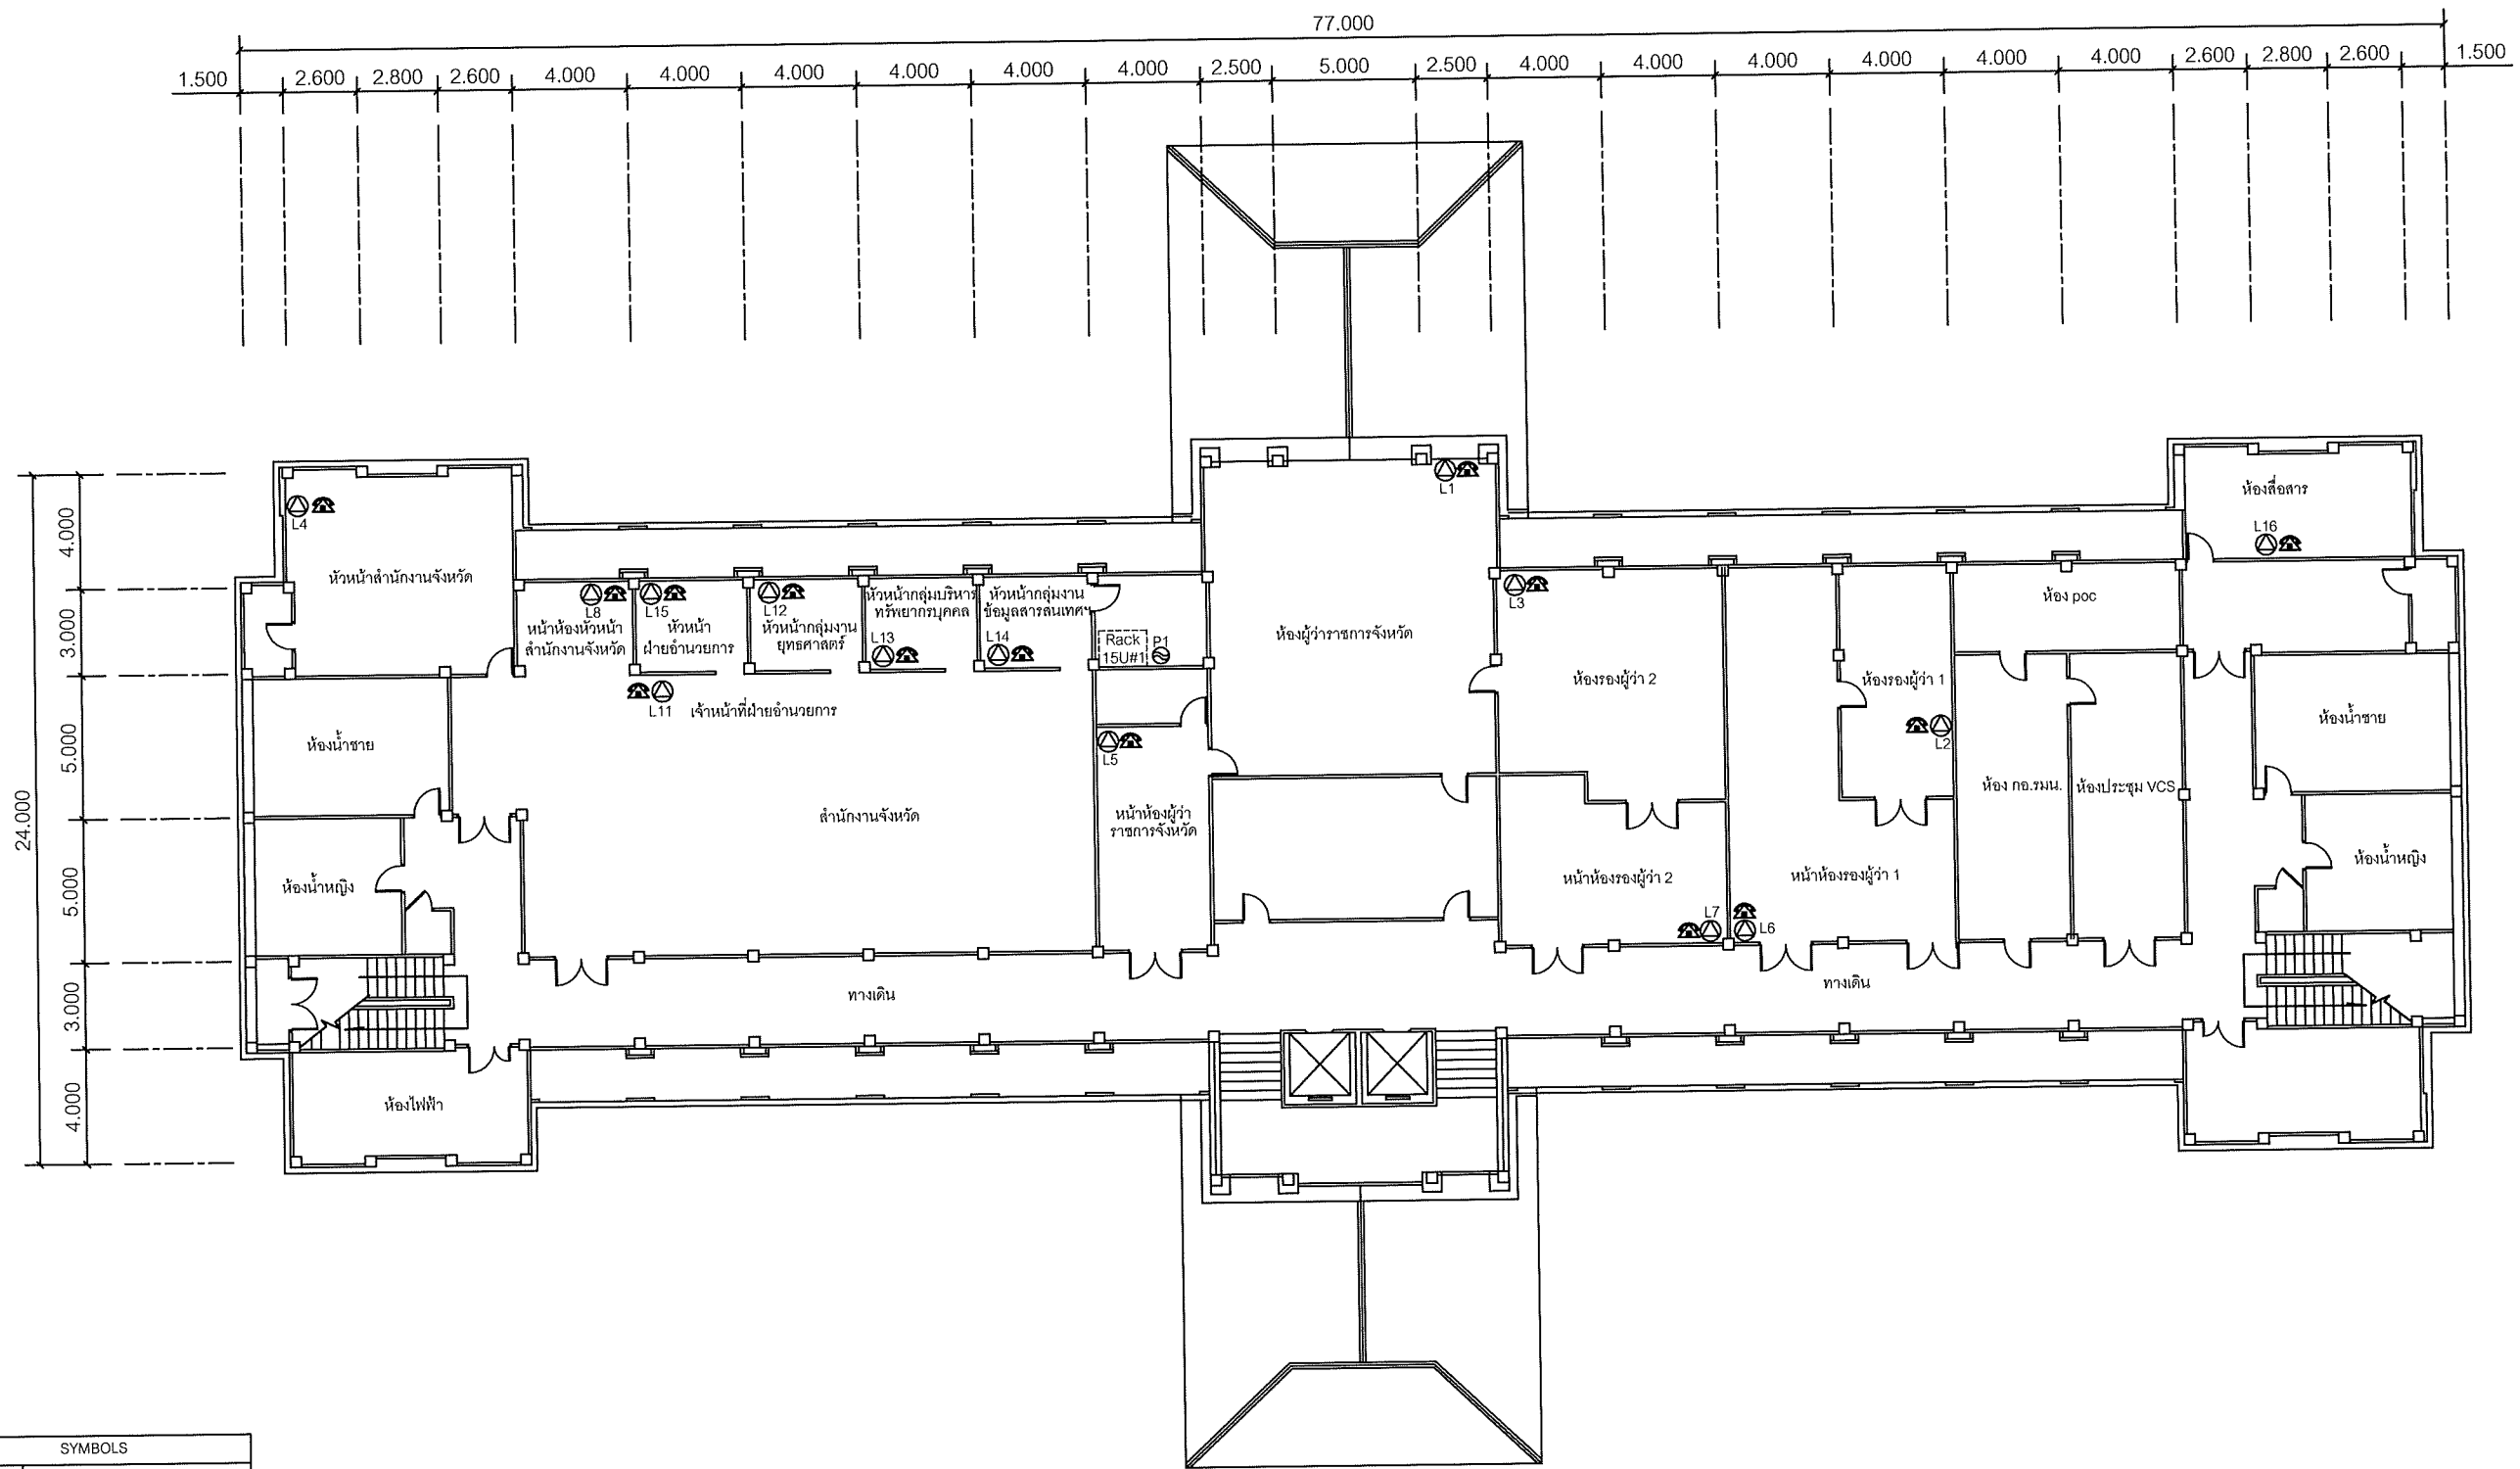 77.000
1.500 2.600 2.800 2.600 4.000 4.000 4.000 4.000 4.000 4.000 2.500 5.000 2.500 4.000 4.000 4.000 4.000 4.000 4.000 2.600 2.800 2.600 1.500
24.000
4.000
3.000
5.000
5.000
3.000
4.000
L4
หัวหน้าสำนักงานจังหวัด
L8
หน้าห้องหัวหน้า
สำนักงานจังหวัด
L15
หัวหน้า
ฝ่ายอำนวยการ
L12
หัวหน้ากลุ่มงาน
ยุทธศาสตร์
หัวหน้ากลุ่มบริหาร
ทรัพยากรบุคคล
L13
หัวหน้ากลุ่มงาน
ข้อมูลสารสนเทศฯ
L14
Rack
15U#1
P1
L11
เจ้าหน้าที่ฝ่ายอำนวยการ
สำนักงานจังหวัด
ห้องน้ำชาย
ห้องน้ำหญิง
ห้องไฟฟ้า
ทางเดิน
L5
หน้าห้องผู้ว่า
ราชการจังหวัด
L1
ห้องผู้ว่าราชการจังหวัด
L3
ห้องรองผู้ว่า 2
หน้าห้องรองผู้ว่า 2
L7
L6
ห้องรองผู้ว่า 1
L2
หน้าห้องรองผู้ว่า 1
ห้อง poc
ห้อง กอ.รมน.
ห้องประชุม VCS
ห้องสื่อสาร
L16
ห้องน้ำชาย
ห้องน้ำหญิง
ทางเดิน
SYMBOLS